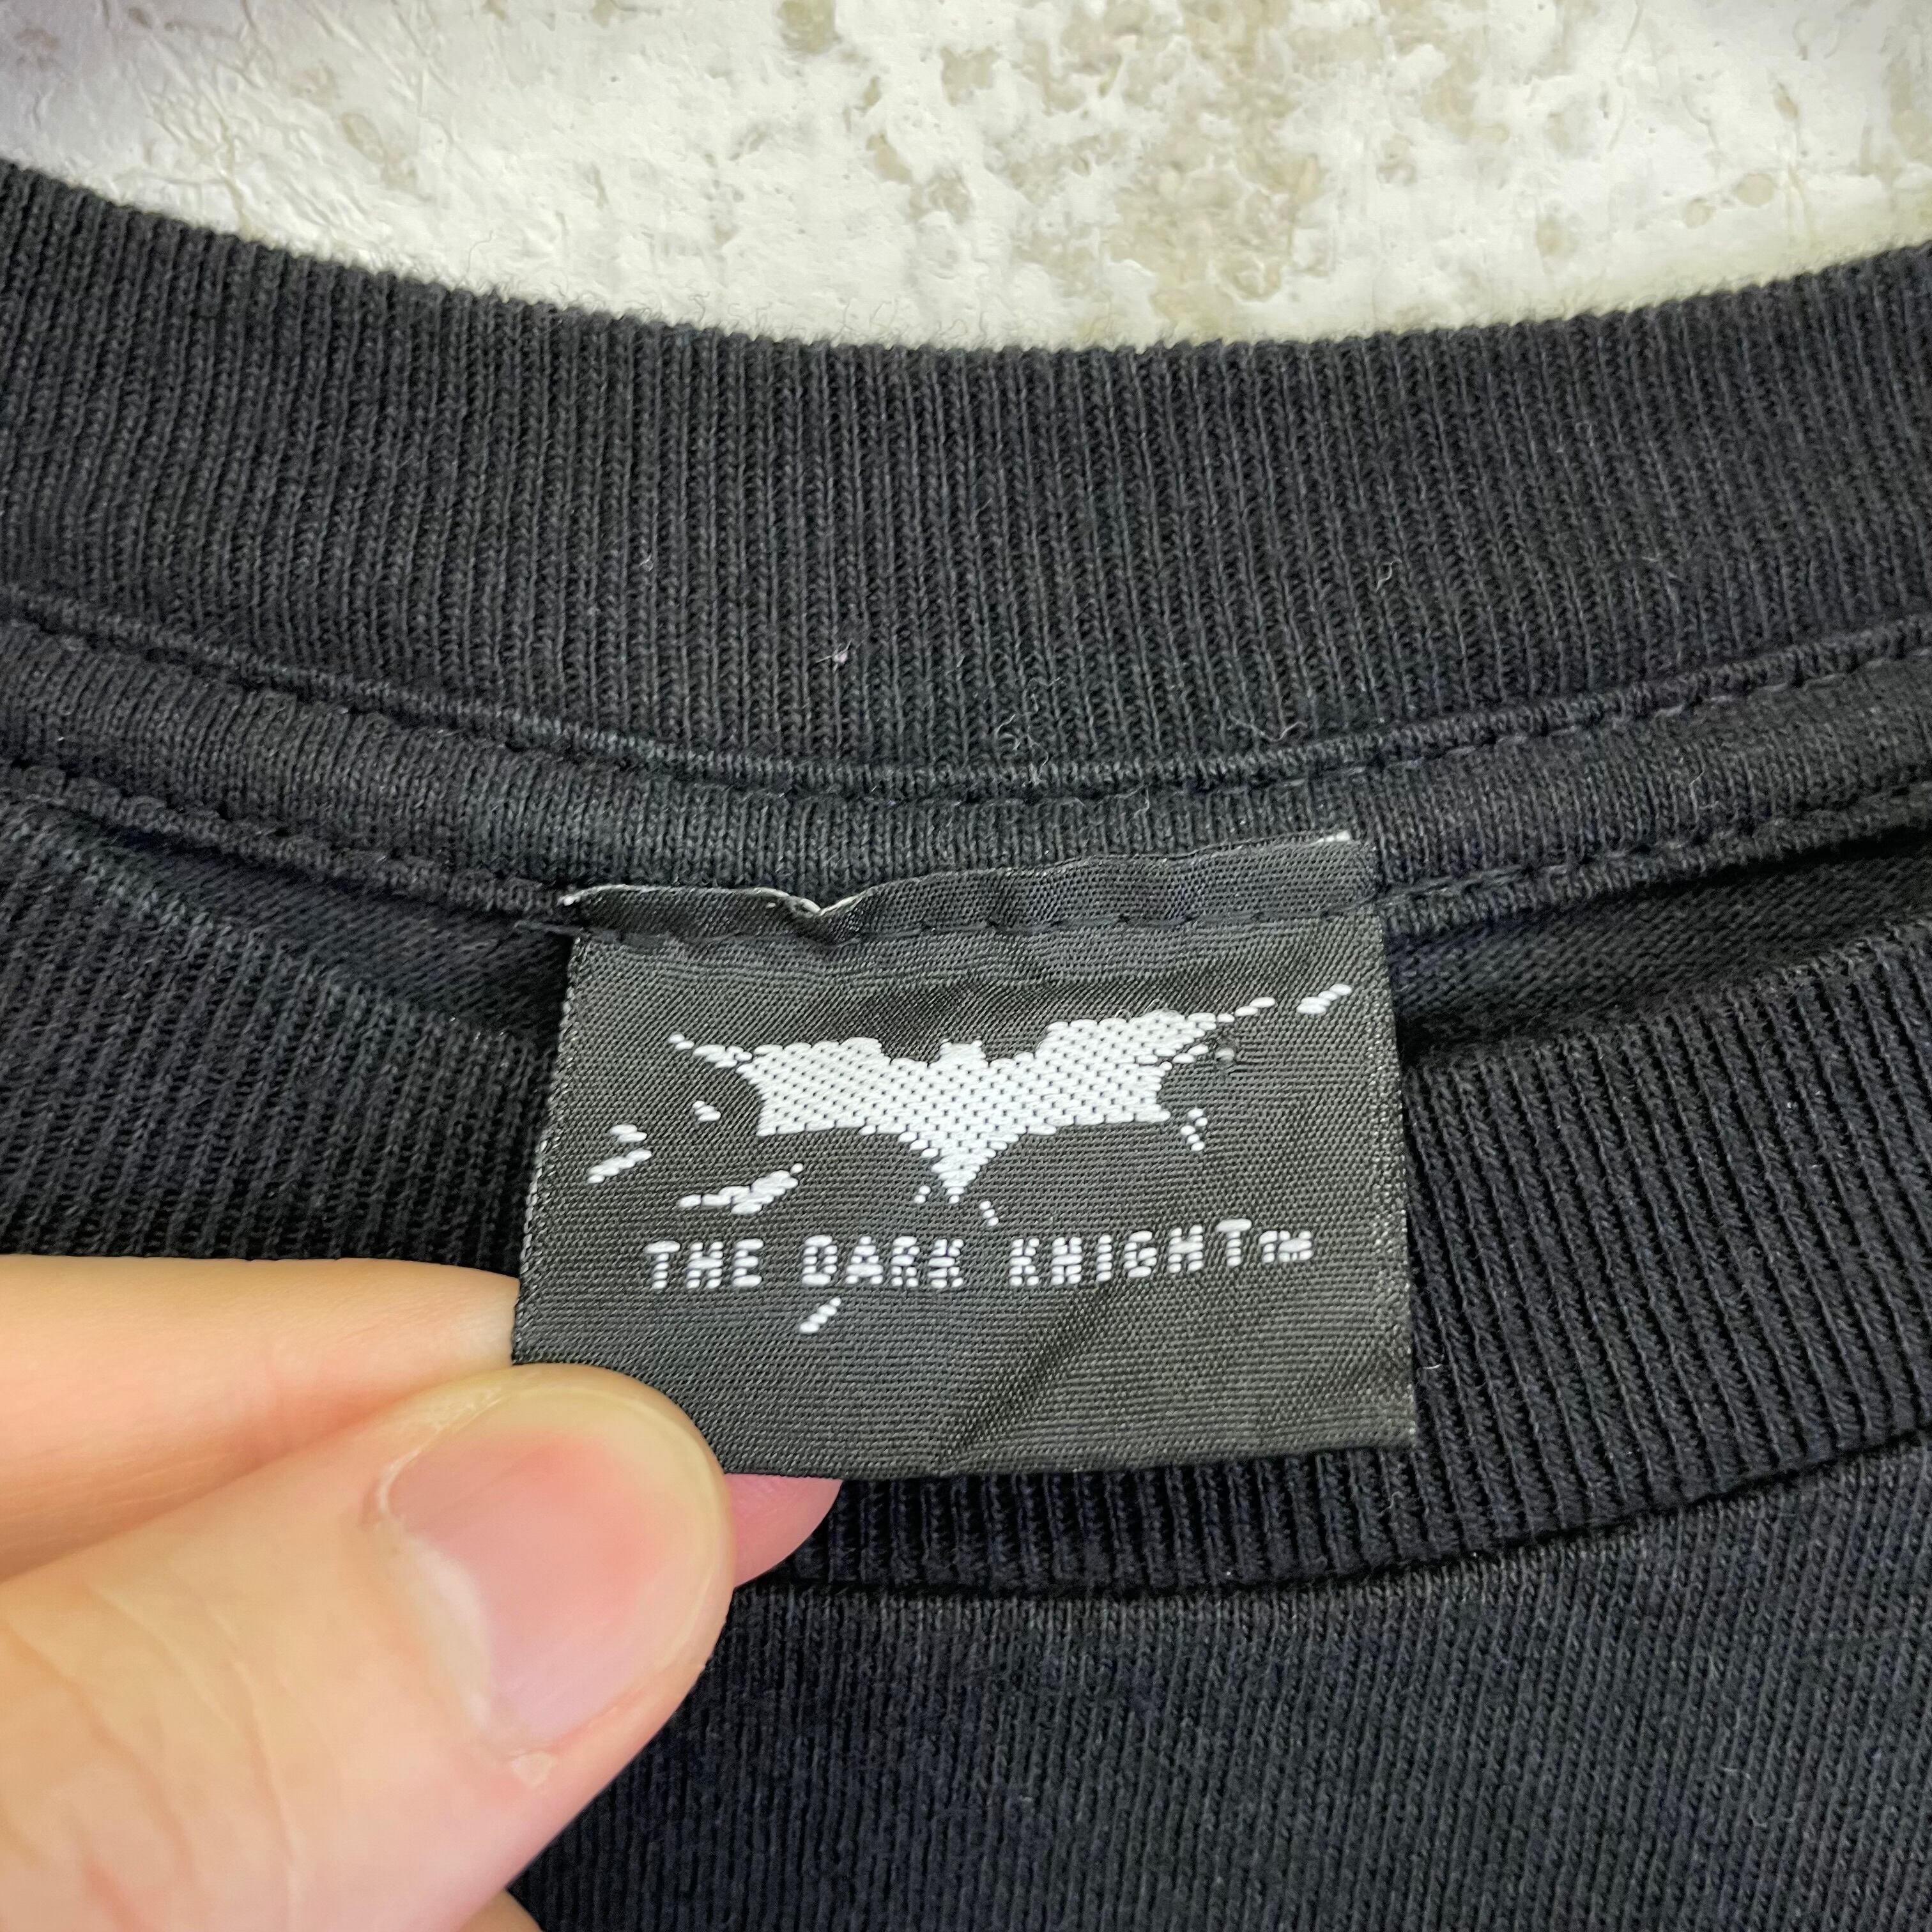 THE DARK KNIGHT™